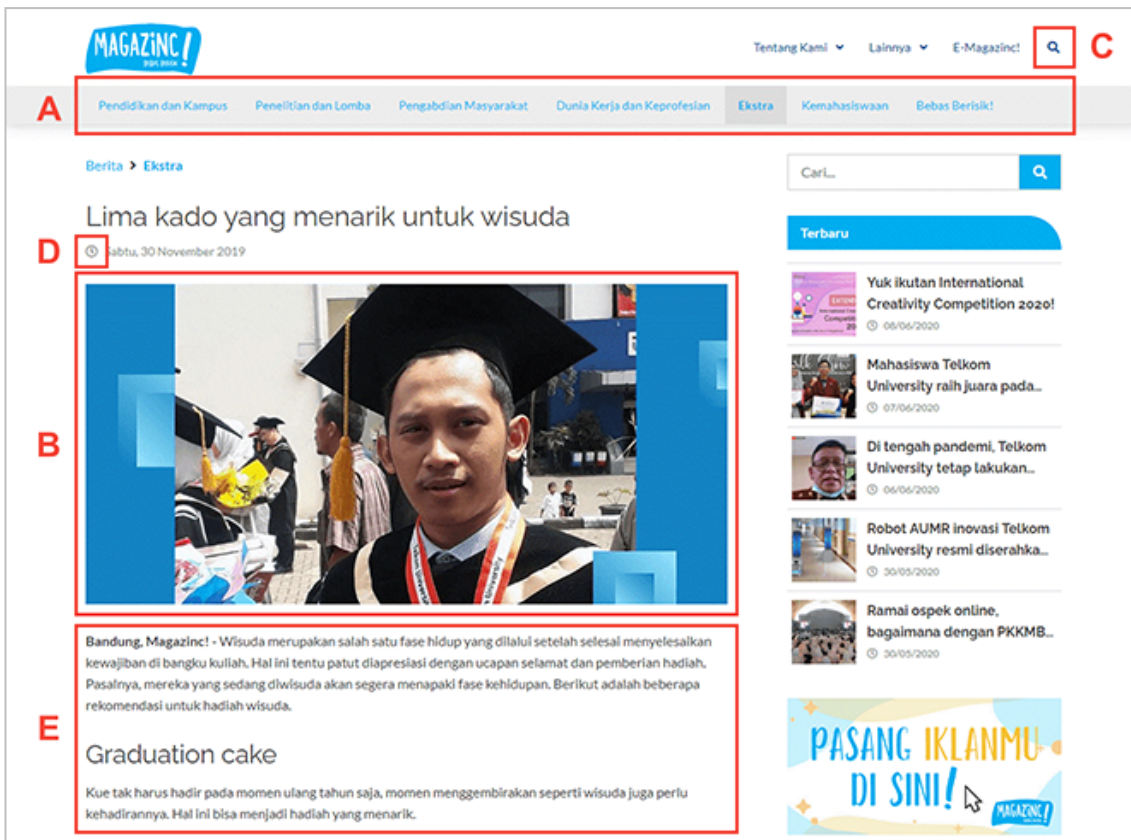 MAGAZINC!
Tentang Kami Lainnya E-Magazinc!
C
A
Pendidikan dan Kampus Penelitian dan Lomba Pengabdian Masyarakat Dunia Kerja dan Keprofesian Ekstra Kemahasiswaan Bebas Berisik!
Berita > Ekstra
Lima kado yang menarik untuk wisuda
D
Sabtu, 30 November 2019
B
Telkom University
E
Bandung, Magazinc! - Wisuda merupakan salah satu fase hidup yang dilalui setelah selesai menyelesaikan
kewajiban di bangku kuliah. Hal ini tentu patut diapresiasi dengan ucapan selamat dan pemberian hadiah.
Pasalnya, mereka yang sedang diwisuda akan segera menapaki fase kehidupan. Berikut adalah beberapa
rekomendasi untuk hadiah wisuda.
Graduation cake
Kue tak harus hadir pada momen ulang tahun saja, momen menggembirakan seperti wisuda juga perlu
kehadirannya. Hal ini bisa menjadi hadiah yang menarik.
Cari...
Terbaru
Yuk ikutan International
Creativity Competition 2020!
08/06/2020
Mahasiswa Telkom
University raih juara pada...
07/06/2020
Di tengah pandemi, Telkom
University tetap lakukan...
06/06/2020
Robot AUMR inovasi Telkom
University resmi diserahka...
30/05/2020
Ramai ospek online,
bagaimana dengan PKKMB...
30/05/2020
PASANG IKLANMU
DI SINI!
MAGAZINC!